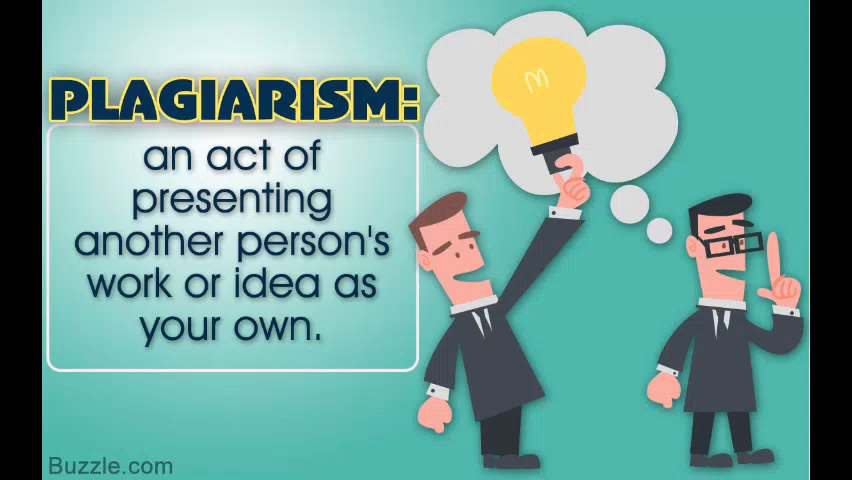 PLAGIARISM:
an act of
presenting
another person's
work or idea as
your own.
Buzzle.com